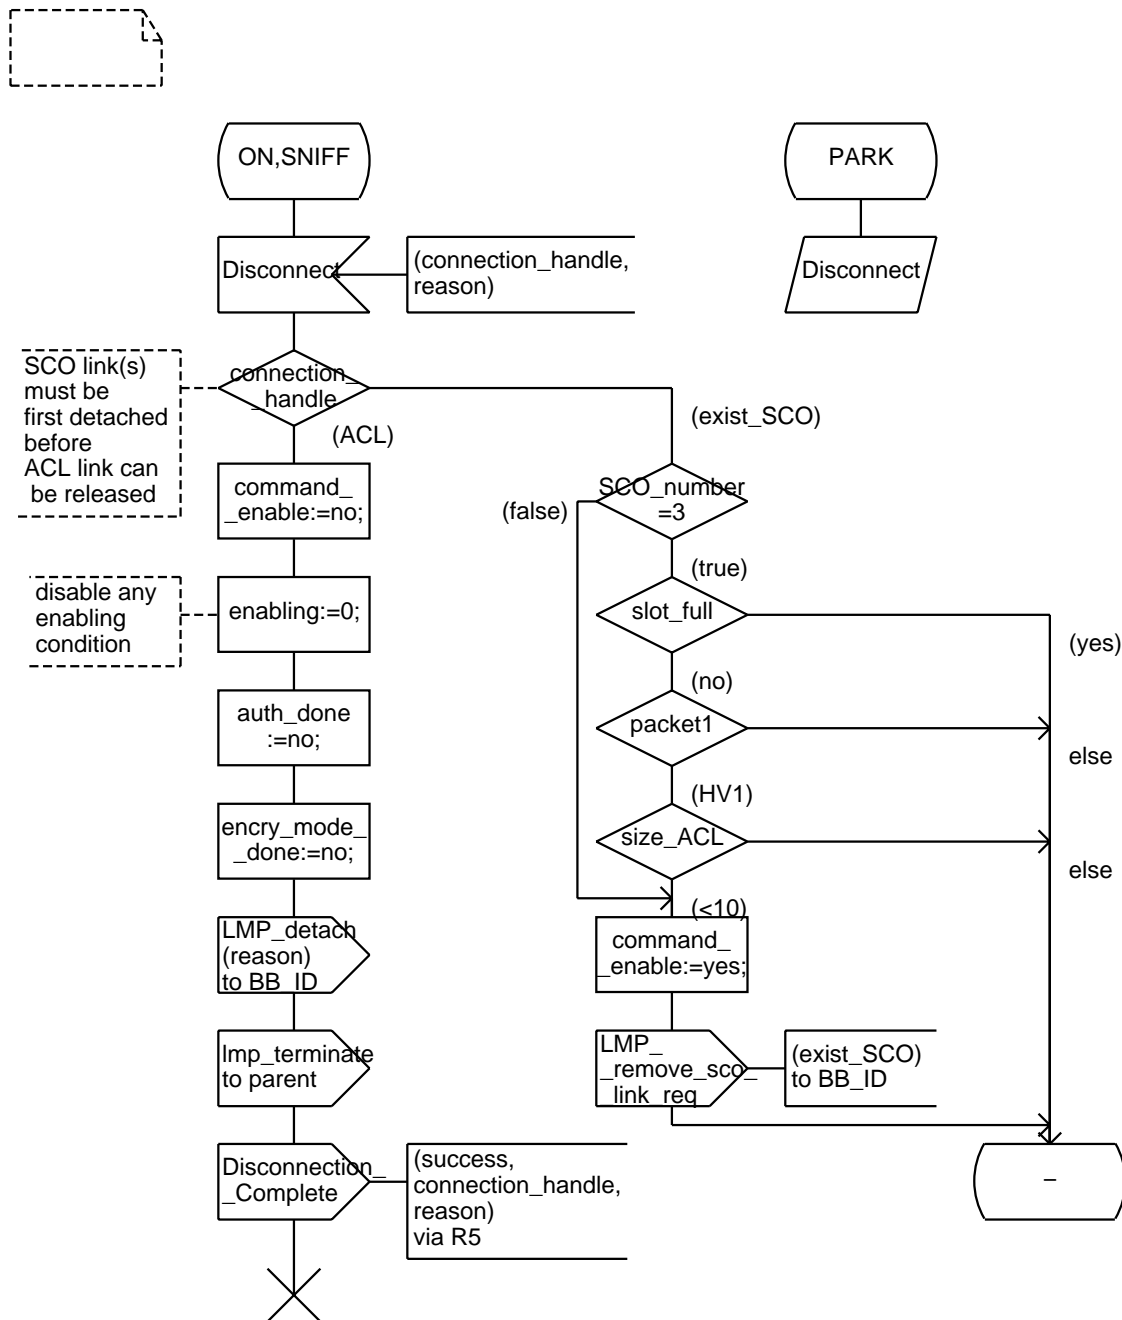 ON,SNIFF
PARK
Disconnect
(connection_handle,
reason)
Disconnect
SCO link(s)
must be
first detached
before
ACL link can
be released
connection_
_handle
(ACL)
(exist_SCO)
command_
_enable:=no;
(false)
SCO_number
=3
(true)
disable any
enabling
condition
enabling:=0;
slot_full
(yes)
(no)
auth_done
:=no;
packet1
else
(HV1)
encry_mode_
_done:=no;
size_ACL
else
(<10)
LMP_detach
(reason)
to BB_ID
command_
_enable:=yes;
lmp_terminate
to parent
LMP_
_remove_sco_
_link_req
(exist_SCO)
to BB_ID
Disconnection_
_Complete
(success,
connection_handle,
reason)
via R5
–